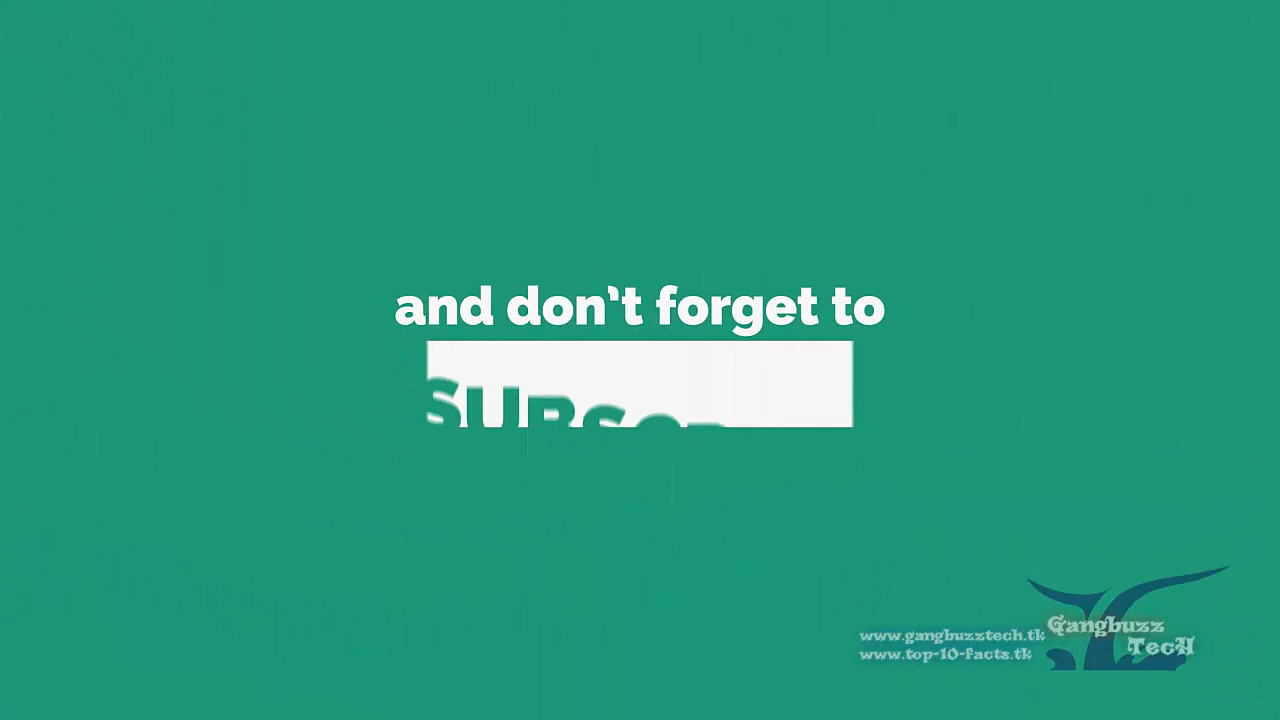 and don't forget to
www.gangbuzztech.tk
www.top-10-facts.tk
Gangbuzz
TecH